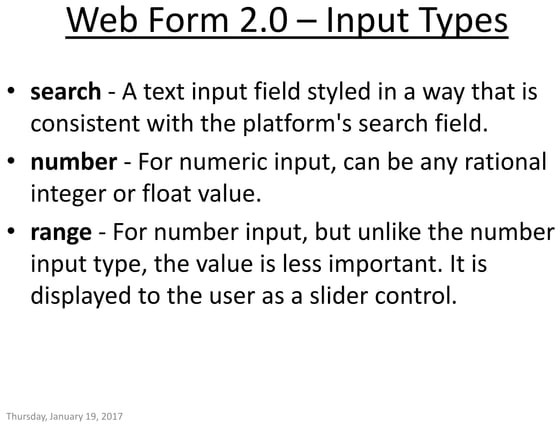 Web Form 2.0 – Input Types
• search - A text input field styled in a way that is
consistent with the platform's search field.
• number - For numeric input, can be any rational
integer or float value.
• range - For number input, but unlike the number
input type, the value is less important. It is
displayed to the user as a slider control.
Thursday, January 19, 2017